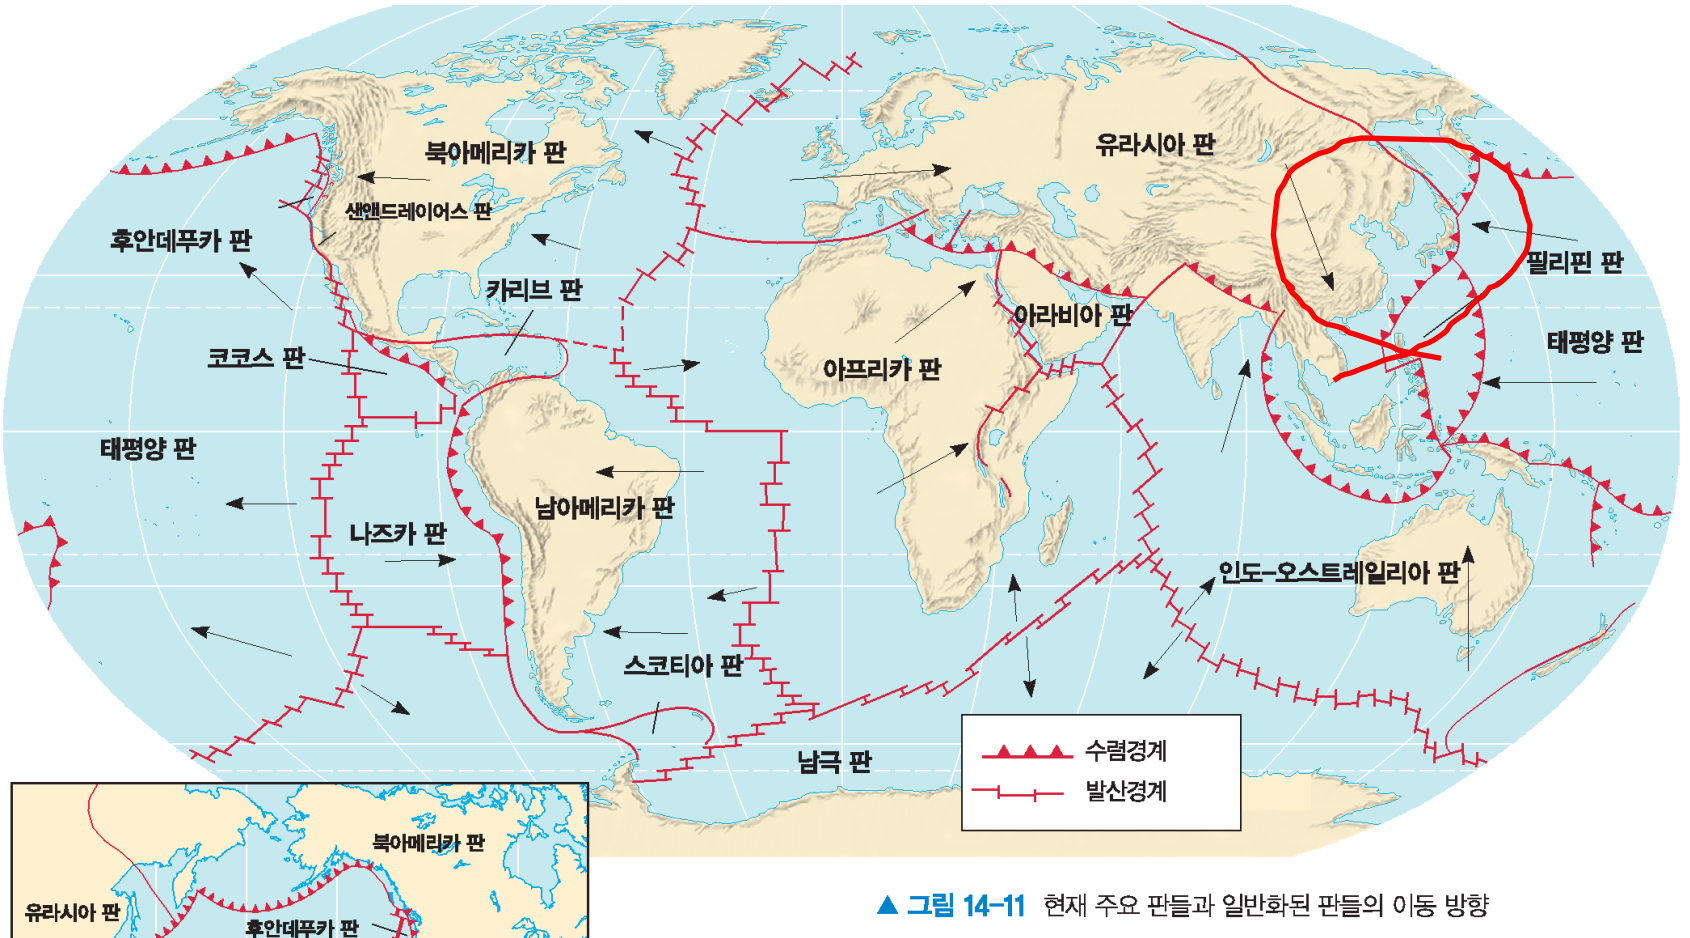 북아메리카 판
유라시아 판
샌앤드레이어스 판
후안데푸카 판
필리핀 판
카리브 판
아라비아 판
코코스 판
아프리카 판
태평양 판
태평양 판
남아메리카 판
나즈카 판
인도-오스트레일리아 판
스코티아 판
남극 판
수렴경계
발산경계
북아메리카 판
유라시아 판
후안데푸카 판
▲ 그림 14-11 현재 주요 판들과 일반화된 판들의 이동 방향